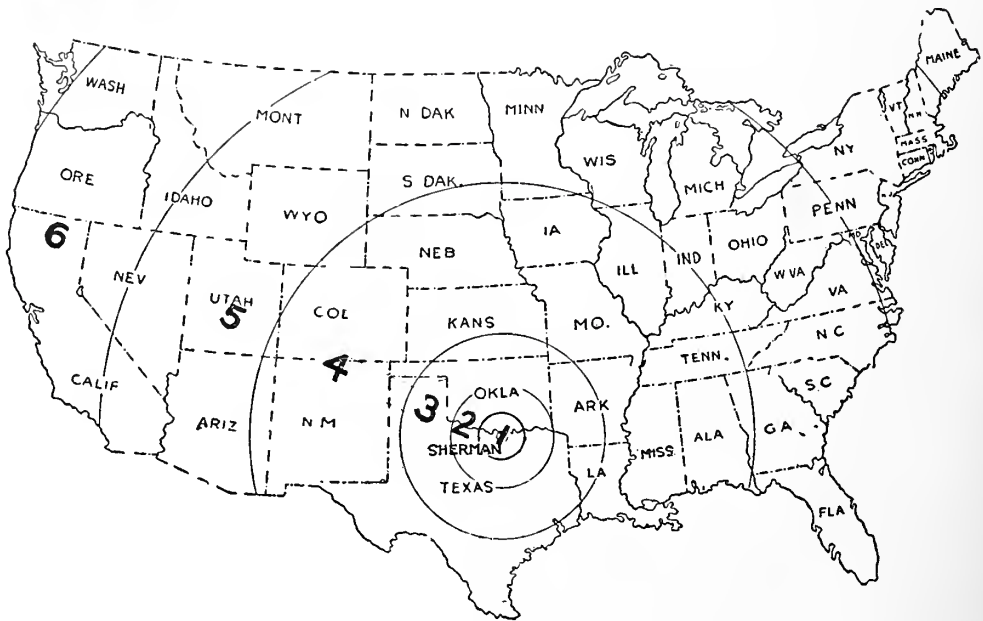 MAINE
WASH
MONT
N DAK
MINN
VT
N H
MASS
CONN
NY
ORE
IDAHO
S DAK
WIS
MICH
PENN
WYO
6
NEV
NEB
IA
ILL
IND
OHIO
MD
DEL
W VA
VA
UTAH
5
COL
KANS
MO.
KY
N C
TENN.
4
CALIF
ARIZ
N M
3
OKLA
2
1
ARK
S C
SHERMAN
MISS.
ALA
GA.
TEXAS
LA
FLA